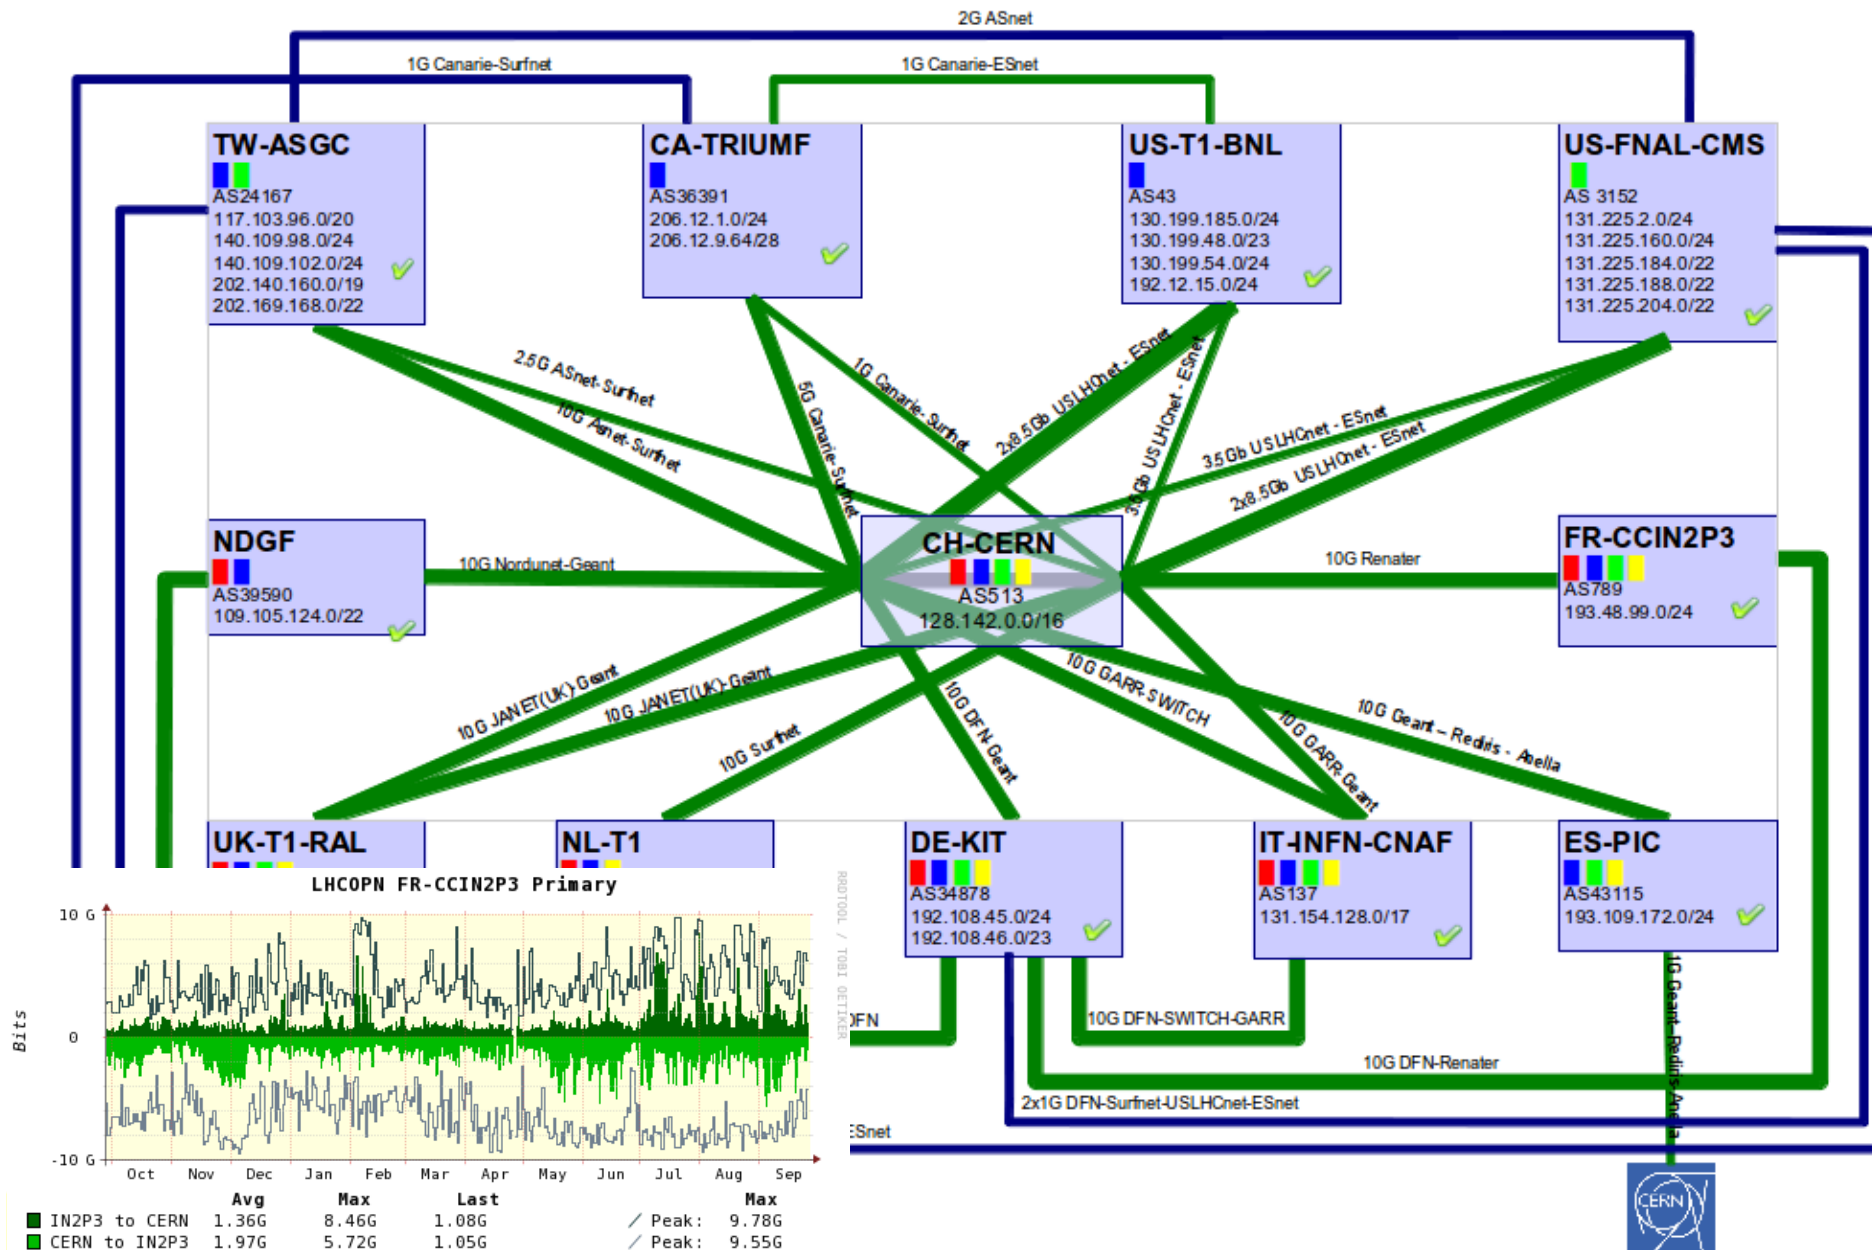 2G ASnet
1G Canarie-Surfnet
1G Canarie-ESnet
TW-ASGC
AS24167
117.103.96.0/20
140.109.98.0/24
140.109.102.0/24
202.140.160.0/19
202.169.168.0/22
CA-TRIUMF
AS36391
206.12.1.0/24
206.12.9.64/28
US-T1-BNL
AS43
130.199.185.0/24
130.199.48.0/23
130.199.54.0/24
192.12.15.0/24
US-FNAL-CMS
AS 3152
131.225.2.0/24
131.225.160.0/24
131.225.184.0/22
131.225.188.0/22
131.225.204.0/22
2.5G ASnet-Surfnet
10G Asnet-Surfnet
5G Canarie-Surfnet
1G Canarie-Surfnet
2x8.5Gb USLHCnet - ESnet
3.5Gb USLHCnet - ESnet
3.5Gb USLHCnet - ESnet
2x8.5Gb USLHCnet - ESnet
NDGF
AS39590
109.105.124.0/22
10G Nordunet-Geant
CH-CERN
AS513
128.142.0.0/16
10G Renater
FR-CCIN2P3
AS789
193.48.99.0/24
10G JANET(UK)-Geant
10G JANET(UK)-Geant
10G Surfnet
10G DFN-Geant
10G GARR-SWITCH
10G GARR-Geant
10G Geant – Rediris - Anella
UK-T1-RAL
NL-T1
DE-KIT
AS34878
192.108.45.0/24
192.108.46.0/23
IT-INFN-CNAF
AS137
131.154.128.0/17
ES-PIC
AS43115
193.109.172.0/24
DFN
10G DFN-SWITCH-GARR
10G DFN-Renater
2x1G DFN-Surfnet-USLHCnet-ESnet
ESnet
1G Geant-Rediris-Anella
CERN
LHCOPN FR-CCIN2P3 Primary
RRDTOOL / TOBI OETIKER
Bits
10 G
0
-10 G
Oct Nov Dec Jan Feb Mar Apr May Jun Jul Aug Sep
Avg Max Last Max
IN2P3 to CERN 1.36G 8.46G 1.08G Peak: 9.78G
CERN to IN2P3 1.97G 5.72G 1.05G Peak: 9.55G